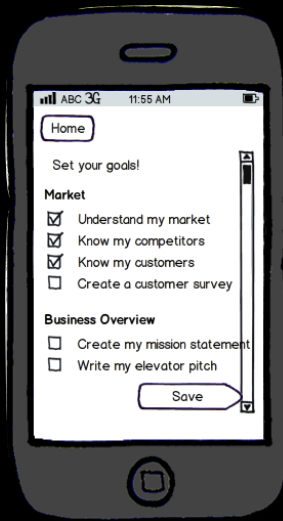 ABC 3G 11:55 AM
Home
Set your goals!
Market
Understand my market
Know my competitors
Know my customers
Create a customer survey
Business Overview
Create my mission statement
Write my elevator pitch
Save